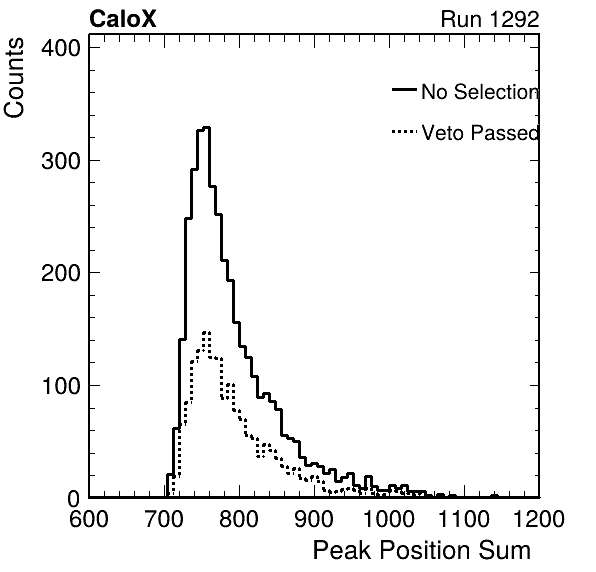 CaloX Run 1292
Counts
400
300
200
100
0
No Selection
Veto Passed
600 700 800 900 1000 1100 1200
Peak Position Sum